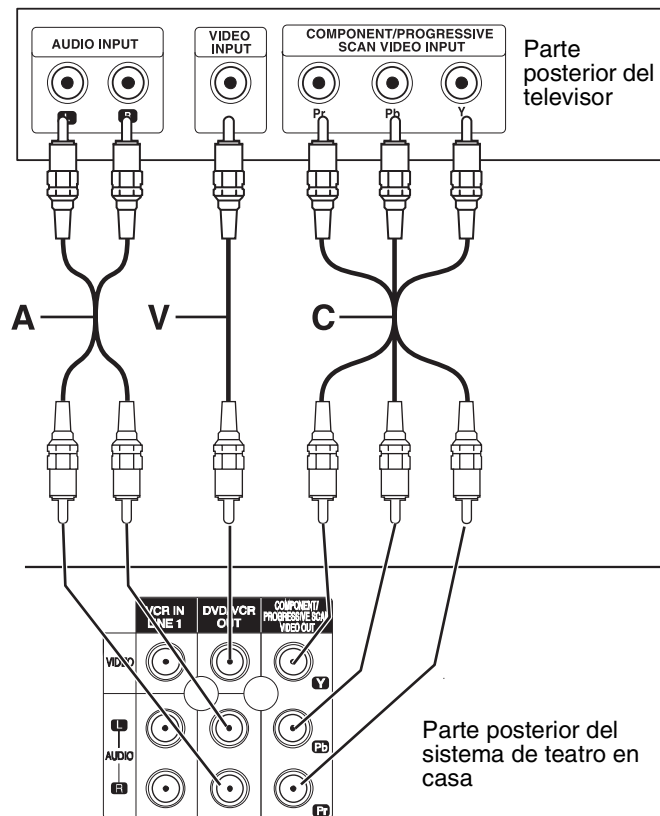 AUDIO INPUT
VIDEO
INPUT
COMPONENT/PROGRESSIVE
SCAN VIDEO INPUT
Parte
posterior del
televisor
L
R
Pr
Pb
Y
A
V
C
VCR IN
LINE 1
DVD/VCR
OUT
COMPONENT/
PROGRESSIVE SCAN
VIDEO OUT
VIDEO
Y
L
AUDIO
R
Pb
Pr
Parte posterior del
sistema de teatro en
casa